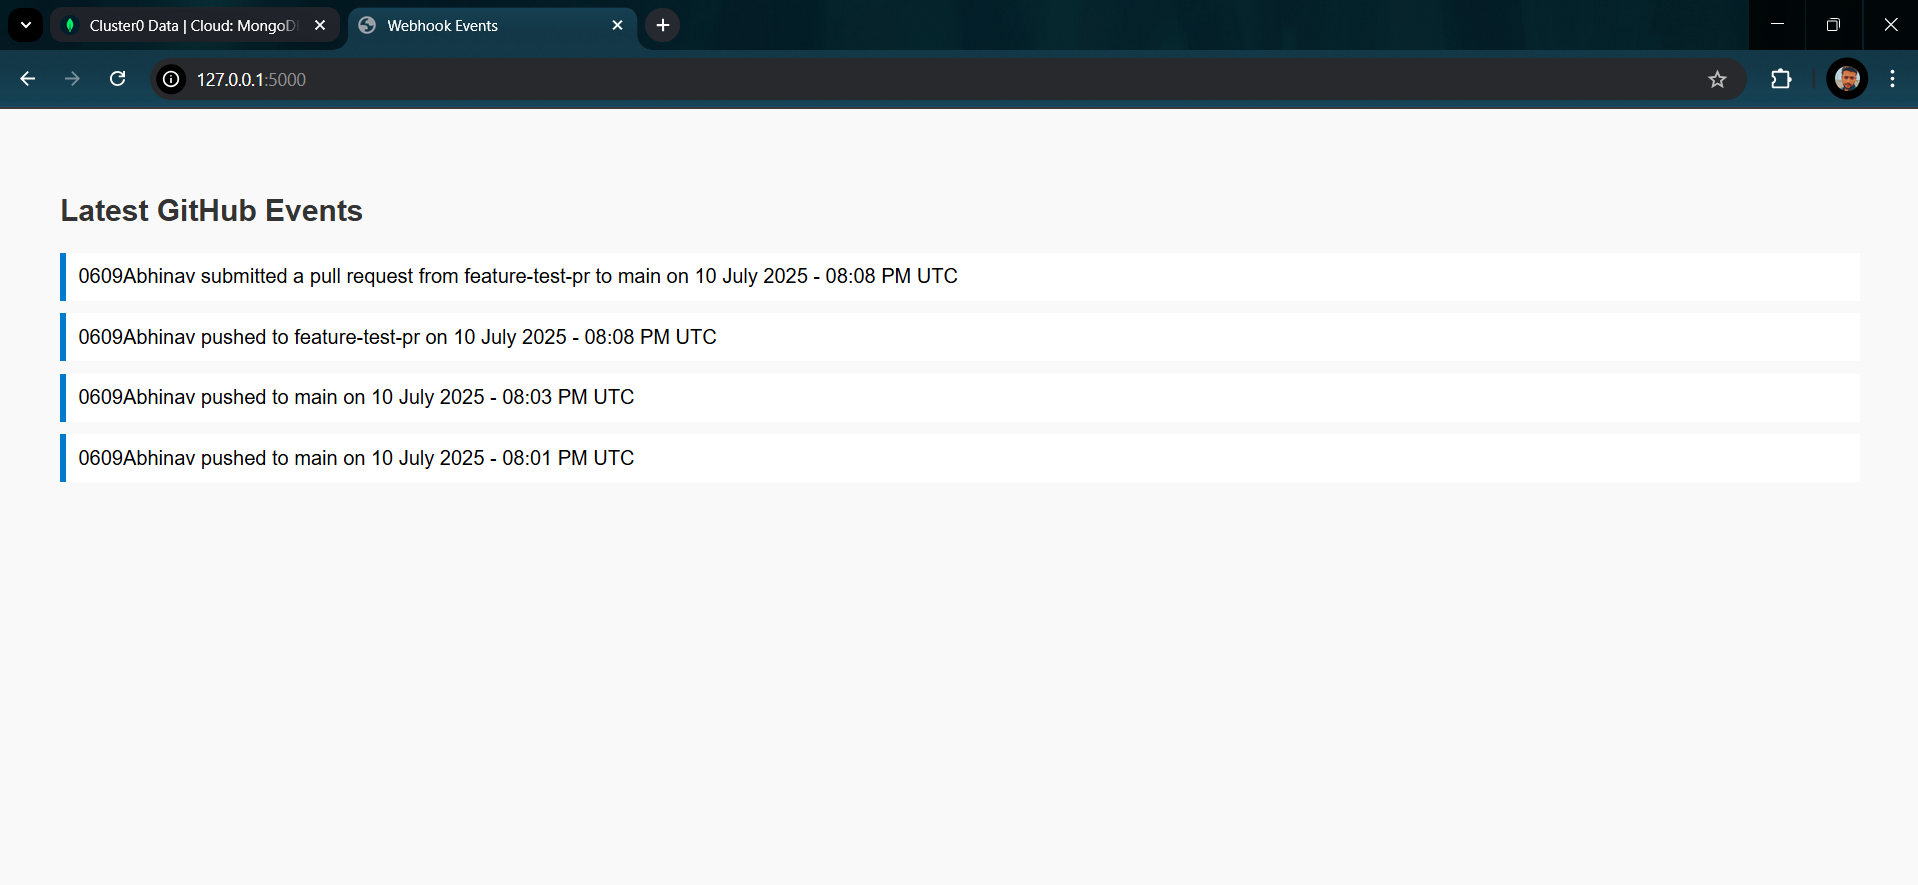 Cluster0 Data | Cloud: MongoD
Webhook Events
127.0.0.1:5000
Latest GitHub Events
0609Abhinav submitted a pull request from feature-test-pr to main on 10 July 2025 - 08:08 PM UTC
0609Abhinav pushed to feature-test-pr on 10 July 2025 - 08:08 PM UTC
0609Abhinav pushed to main on 10 July 2025 - 08:03 PM UTC
0609Abhinav pushed to main on 10 July 2025 - 08:01 PM UTC